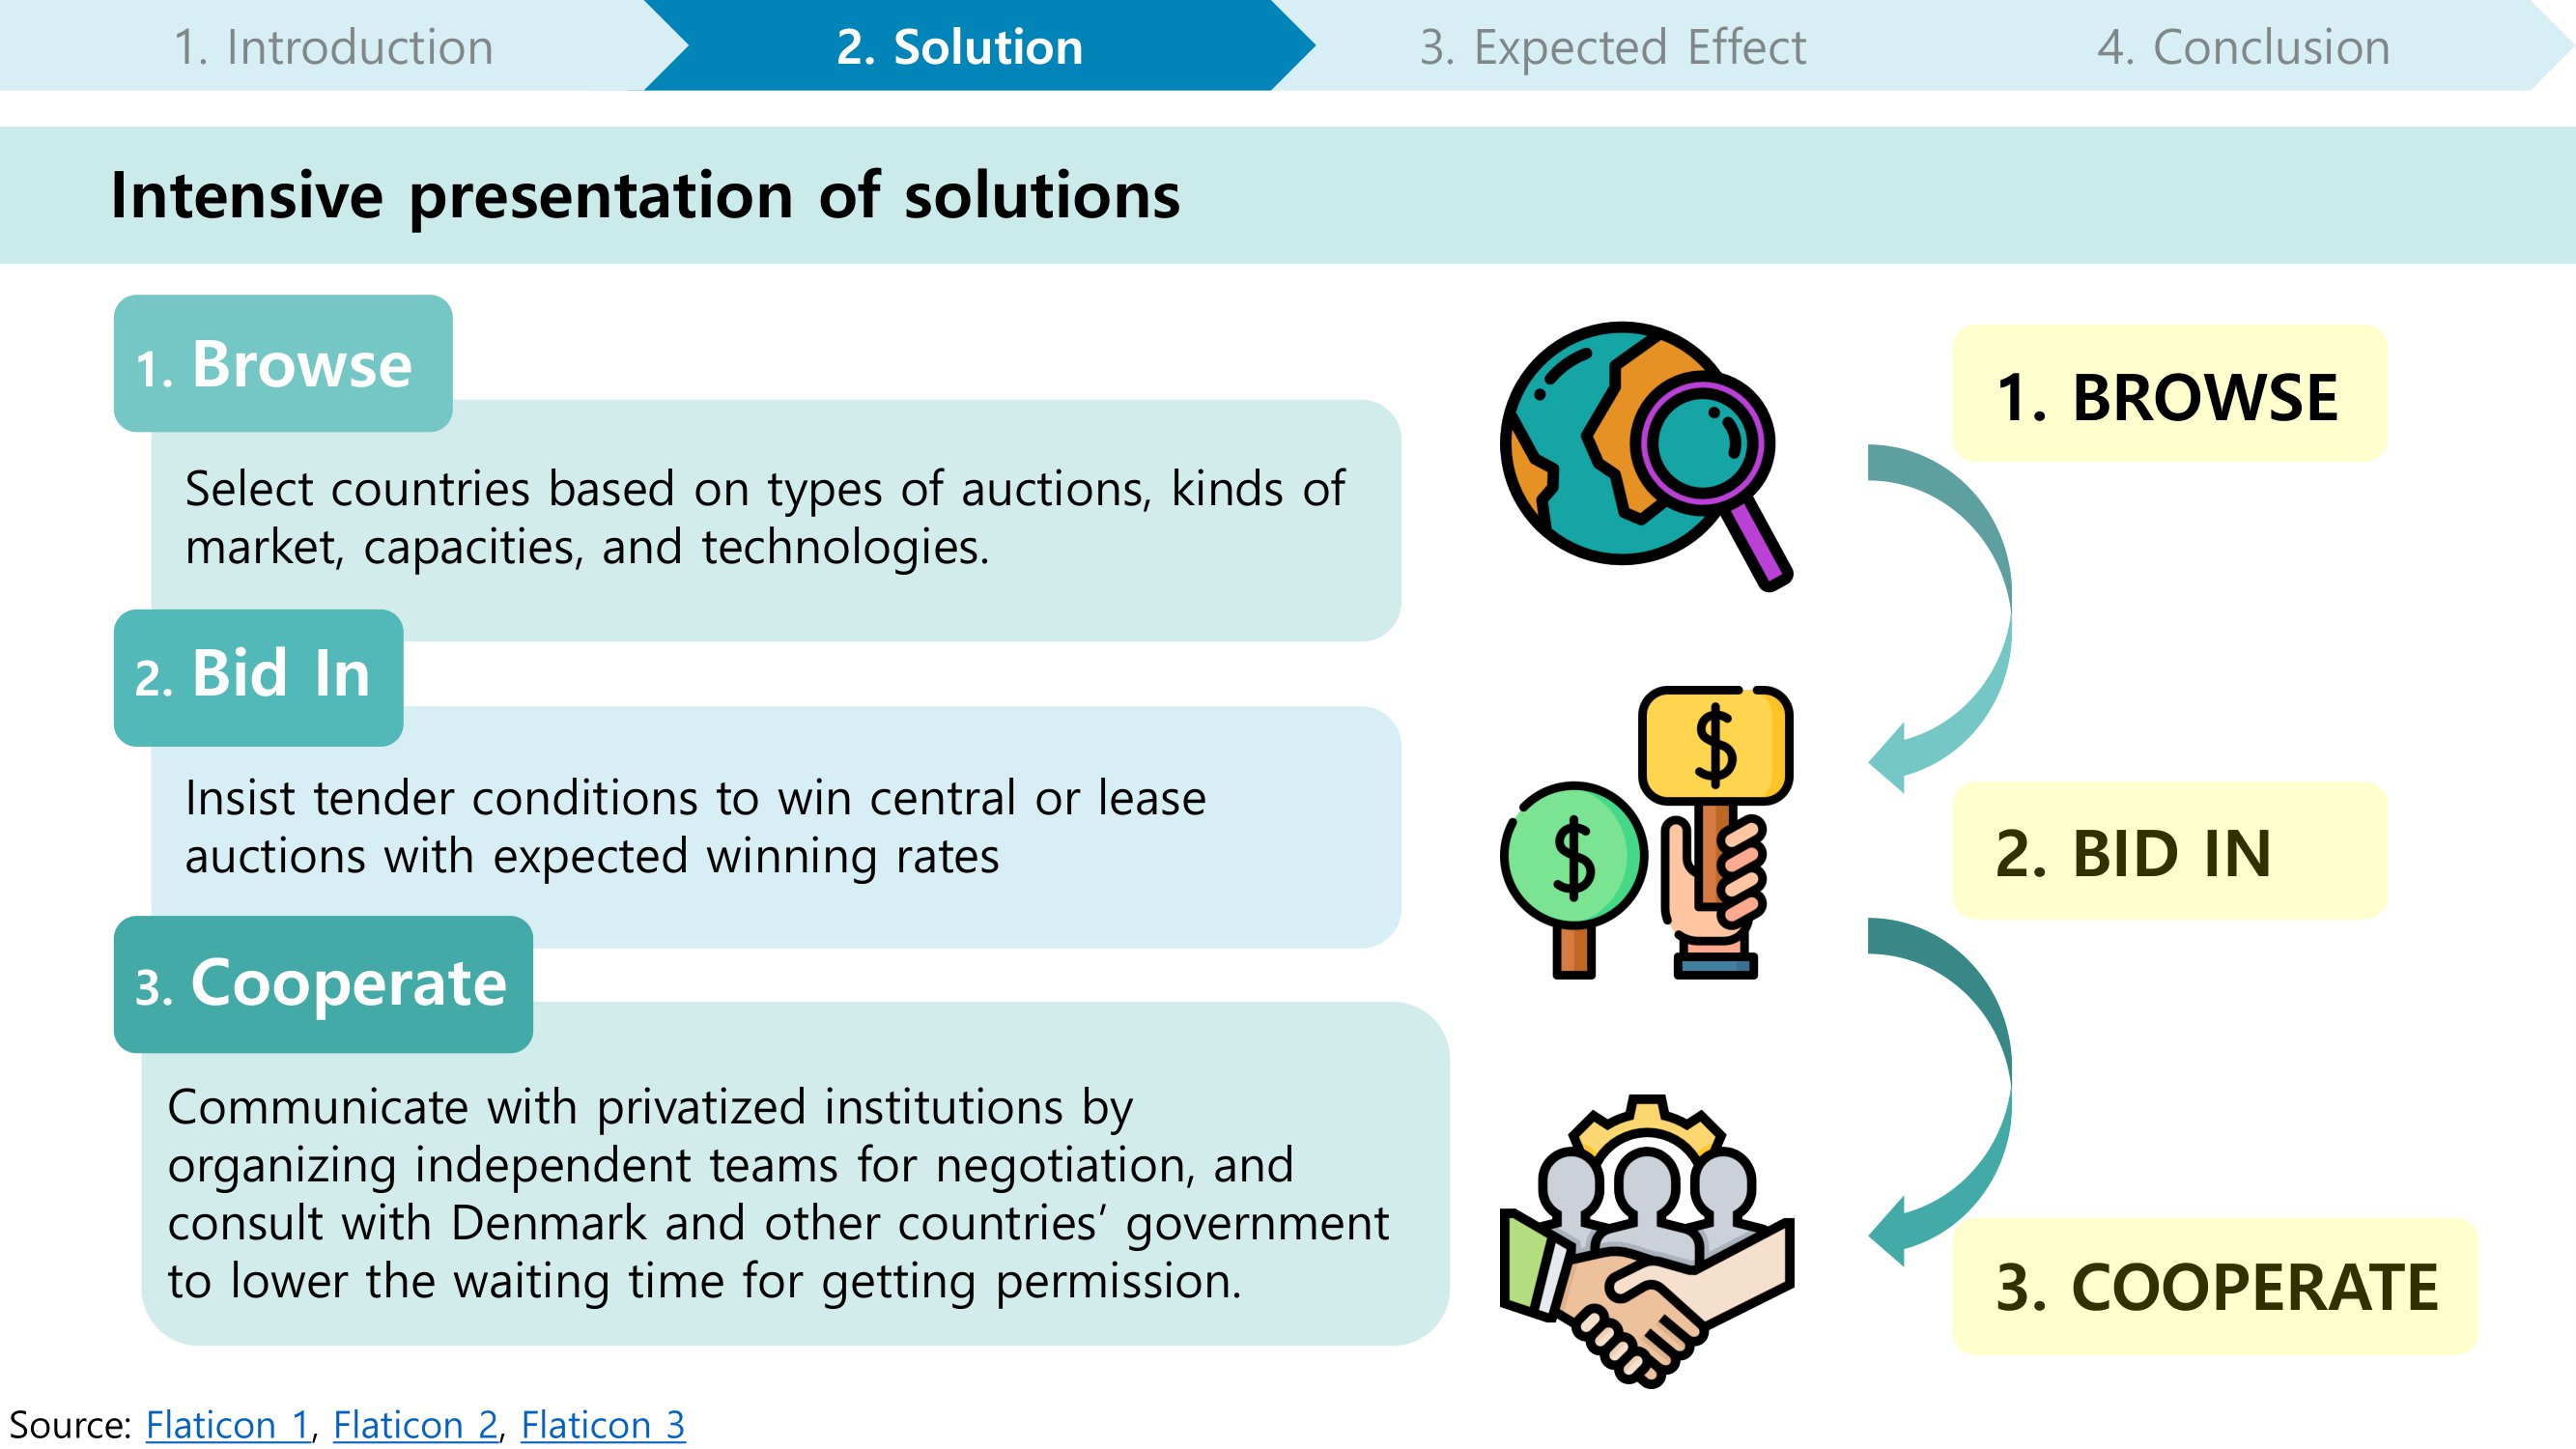 1. Introduction
2. Solution
3. Expected Effect
4. Conclusion
Intensive presentation of solutions
1. Browse
Select countries based on types of auctions, kinds of
market, capacities, and technologies.
2. Bid In
Insist tender conditions to win central or lease
auctions with expected winning rates
3. Cooperate
Communicate with privatized institutions by
organizing independent teams for negotiation, and
consult with Denmark and other countries’ government
to lower the waiting time for getting permission.
$
$
1. BROWSE
2. BID IN
3. COOPERATE
Source: Flaticon 1, Flaticon 2, Flaticon 3